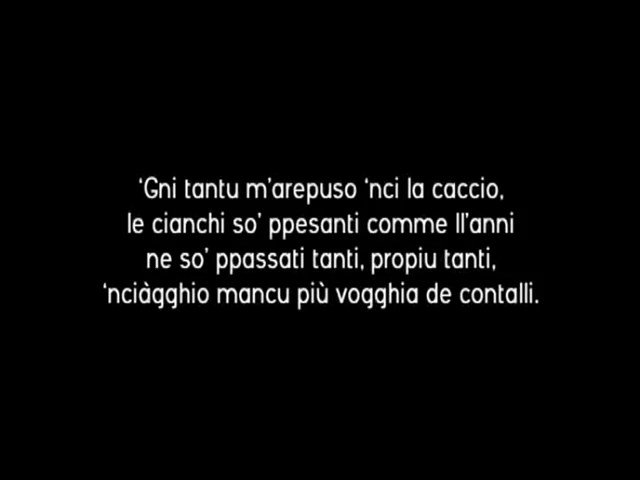 ‘Gni tantu m’arepuso ‘nci la caccio,
le cianchi so’ ppesanti comme ll’anni
ne so’ ppassati tanti, propiu tanti,
‘nciàgghio mancu più vogghia de contalli.